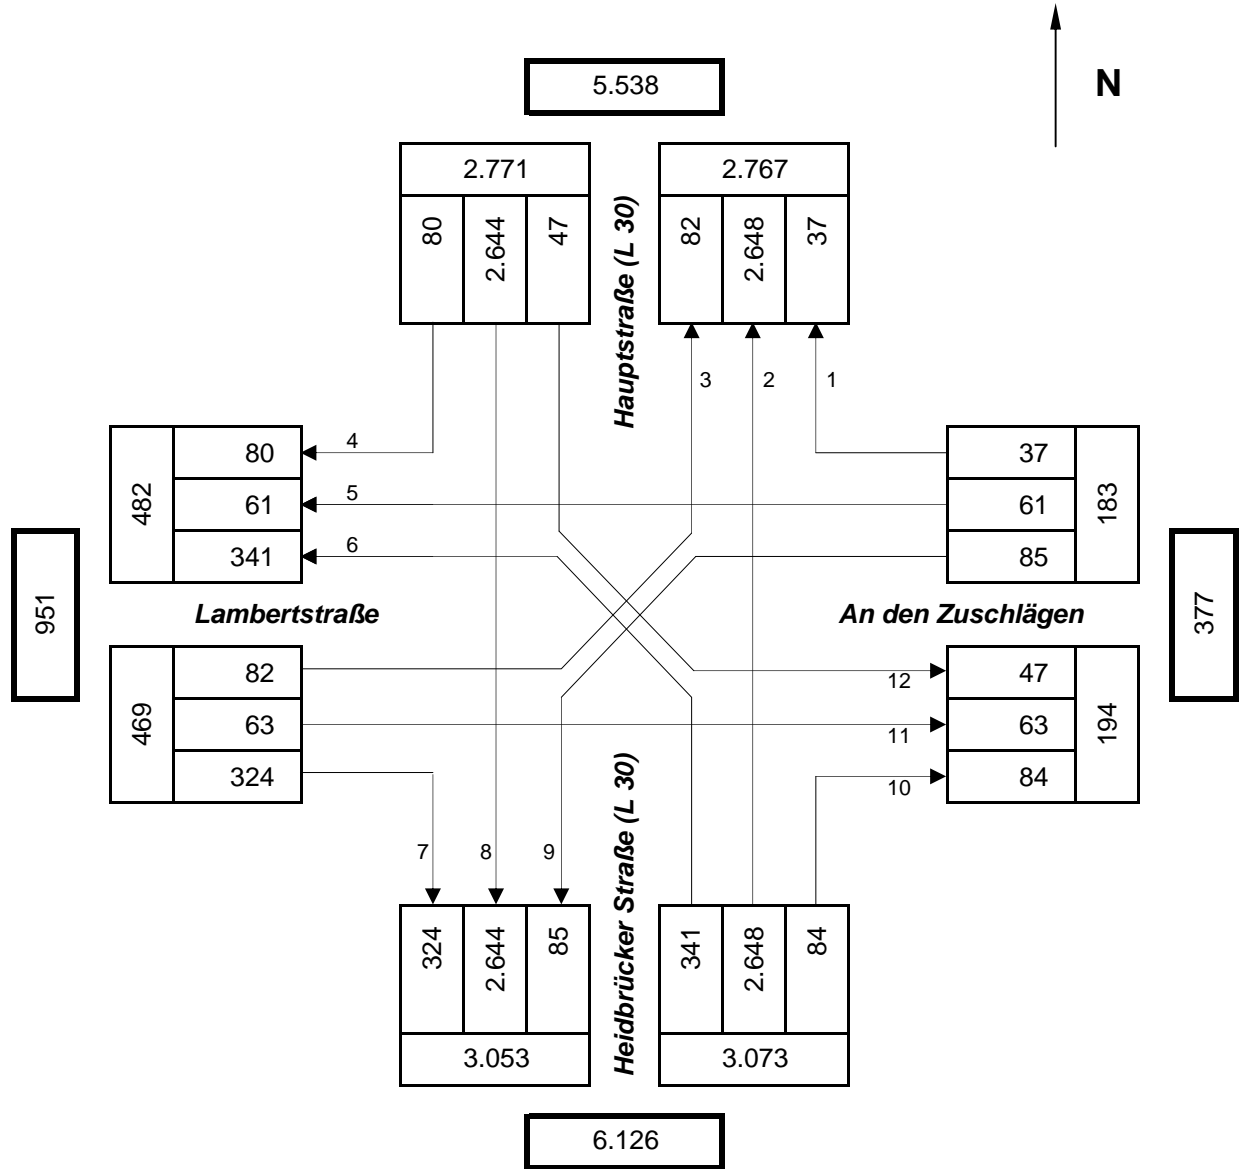 N
5.538
2.771
2.767
80 2.644 47
82 2.648 37
Hauptstraße (L 30)
3 2 1
4
5
6
482
80
61
341
37
61
85
183
951
Lambertstraße
An den Zuschlägen
377
469
82
63
324
12
11
10
47
63
84
194
7 8 9
Heidbrücker Straße (L 30)
324 2.644 85
341 2.648 84
3.053
3.073
6.126